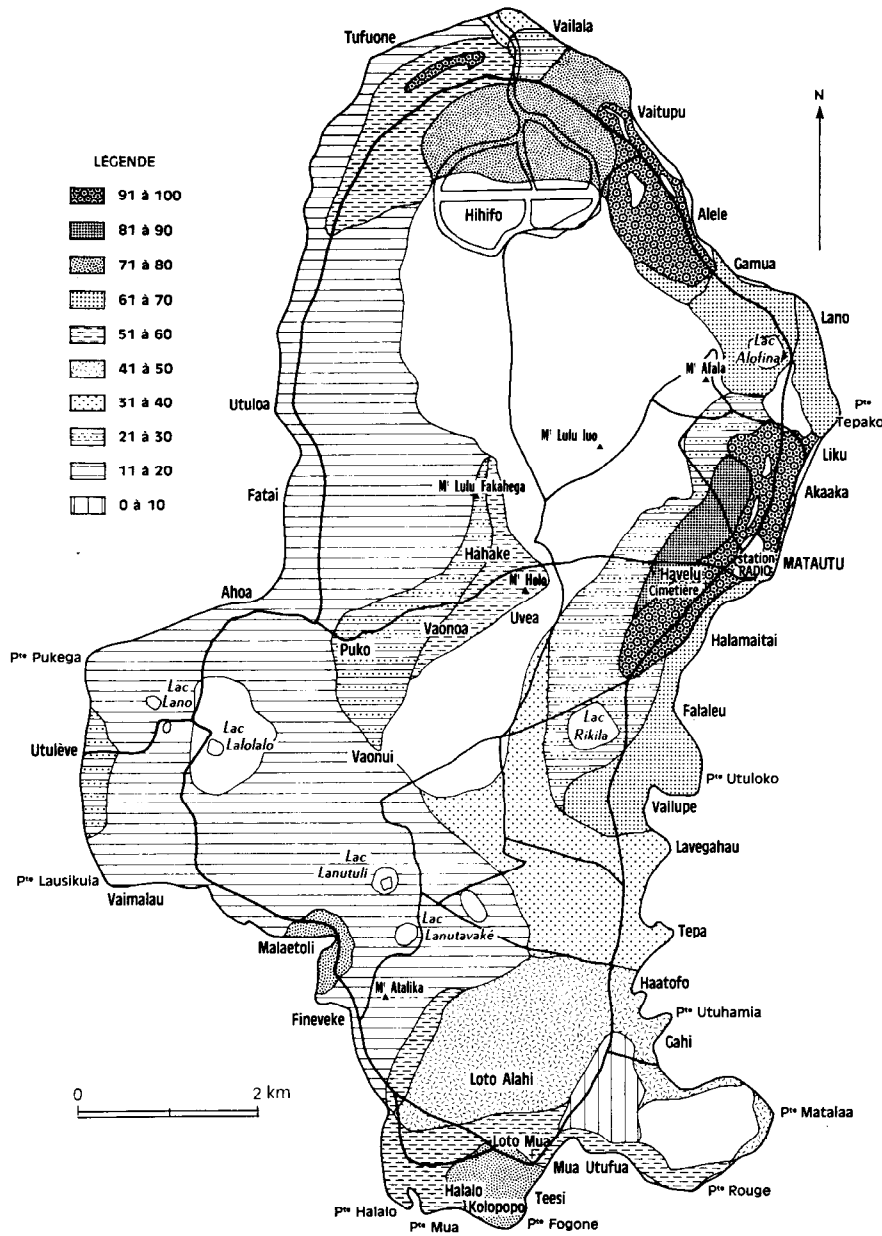 Vailala
Tufuone
Vaitupu
N
LÉGENDE
91 à 100
81 à 90
71 à 80
61 à 70
51 à 60
41 à 50
31 à 40
21 à 30
11 à 20
0 à 10
Hihifo
Alele
Gamua
Lano
Lac
Alofinaï
Mt Afala
Pte
Tepako
Utuloa
Mt Lulu luo
Liku
Mt Lulu Fakahega
Akaaka
Fatai
Hahake
station
RADIO
MATAUTU
Havelu
Cimetière
Mt Holo
Ahoa
Uvea
Vaonoa
Halamaitai
Puko
Pte Pukega
Lac
Lano
Falaleu
Lac
Lalolalo
Lac
Rikila
Utulève
Vaonui
Pte Utuloko
Vallupe
Lavegahau
Lac
Lanutuli
Pte Lausikuia
Vaimalau
Tepa
Lac
Lanutavaké
Malaetoli
Haatofo
Mt Atalika
Pte Utuhamia
Fineveke
Gahi
0 2 km
Loto Alahi
Pte Matalaa
Loto Mua
Mua Utufua
Halalo
Teesi
Pte Rouge
Kolopopo
Pte Halalo
Pte Mua
Pte Fogone